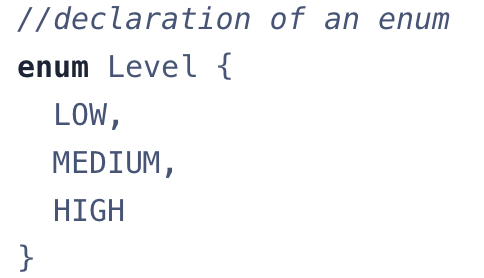 //declaration of an enum
enum Level {
  LOW,
  MEDIUM,
  HIGH
}